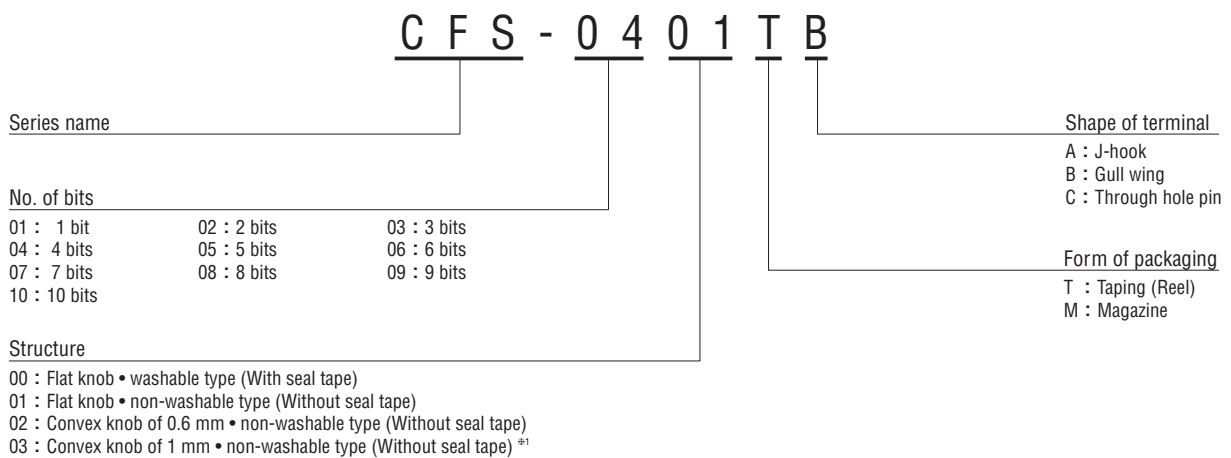 C F S - 0 4 0 1 T B
Series name
No. of bits
01 : 1 bit 02 : 2 bits 03 : 3 bits
04 : 4 bits 05 : 5 bits 06 : 6 bits
07 : 7 bits 08 : 8 bits 09 : 9 bits
10 : 10 bits
Structure
00 : Flat knob • washable type (With seal tape)
01 : Flat knob • non-washable type (Without seal tape)
02 : Convex knob of 0.6 mm • non-washable type (Without seal tape)
03 : Convex knob of 1 mm • non-washable type (Without seal tape) ※1
Shape of terminal
A : J-hook
B : Gull wing
C : Through hole pin
Form of packaging
T : Taping (Reel)
M : Magazine